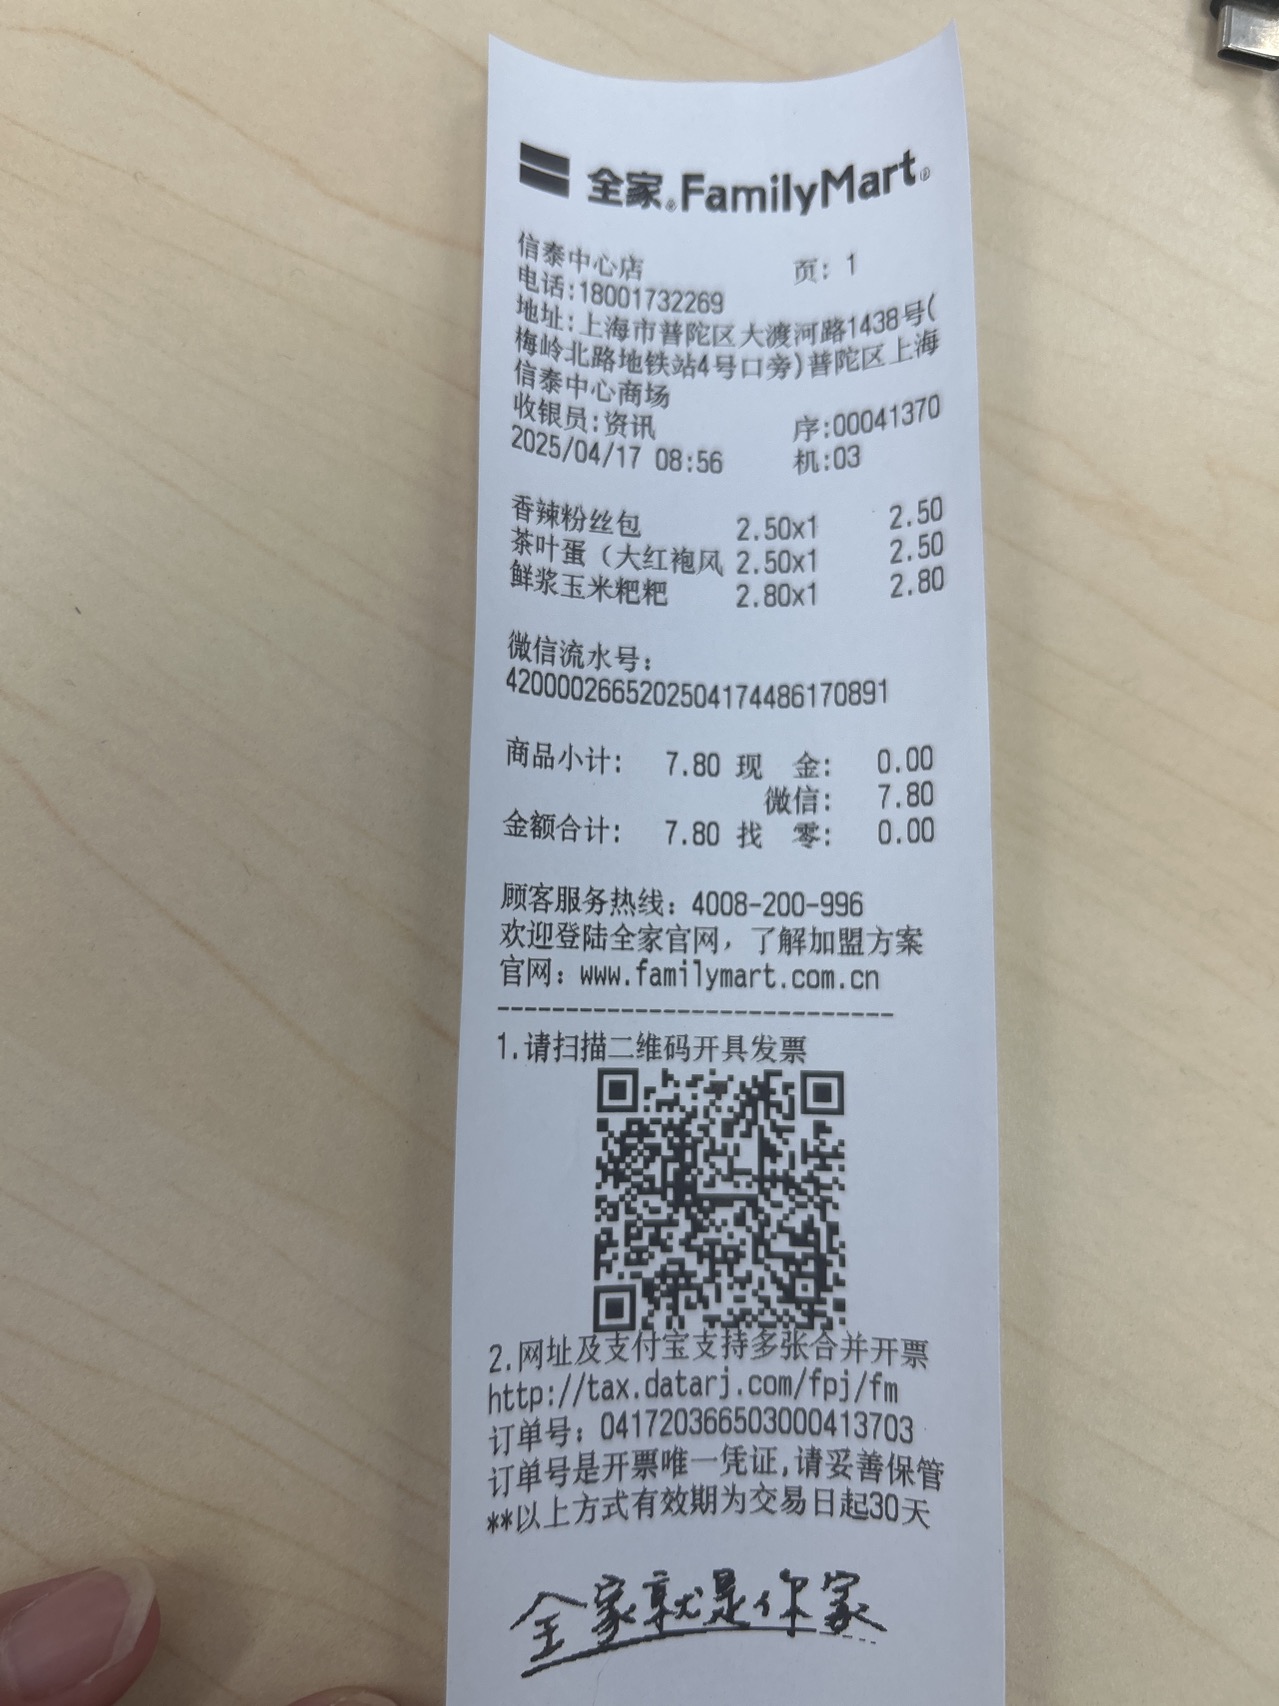 全家®FamilyMart®
信泰中心店 页: 1
电话:18001732269
地址:上海市普陀区大渡河路1438号(
梅岭北路地铁站4号口旁)普陀区上海
信泰中心商场
收银员:资讯 序:00041370
2025/04/17 08:56 机:03
香辣粉丝包 2.50x1 2.50
茶叶蛋（大红袍风 2.50x1 2.50
鲜浆玉米粑粑 2.80x1 2.80
微信流水号:
4200002665202504174486170891
商品小计: 7.80 现 金: 0.00
微信: 7.80
金额合计: 7.80 找 零: 0.00
顾客服务热线: 4008-200-996
欢迎登陆全家官网，了解加盟方案
官网: www.familymart.com.cn
------------------------------
1.请扫描二维码开具发票
2.网址及支付宝支持多张合并开票
http://tax.datarj.com/fpj/fm
订单号: 041720366503000413703
订单号是开票唯一凭证,请妥善保管
**以上方式有效期为交易日起30天
全家就是你家